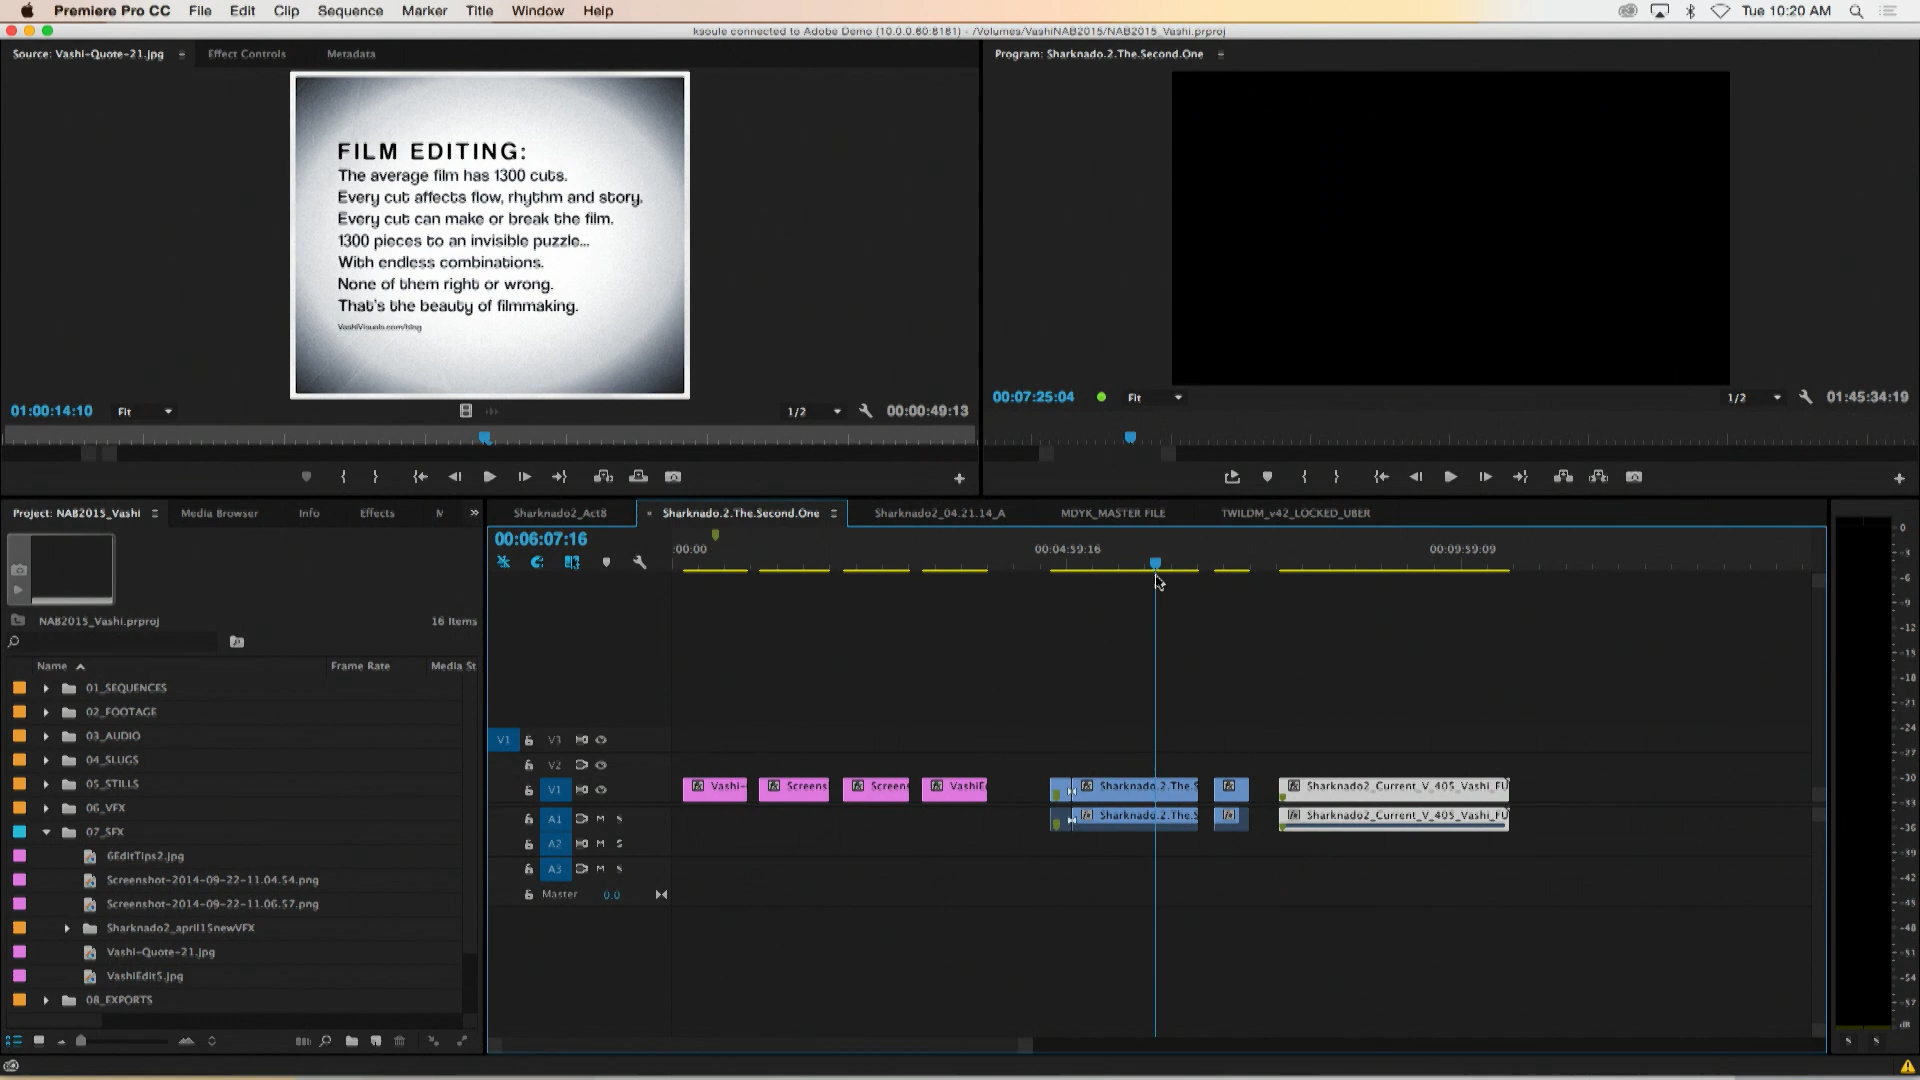 Premiere Pro CC File Edit Clip Sequence Marker Title Window Help Tue 10:20 AM
ksoule connected to Adobe Demo (10.0.0.60:8181) - /Volumes/VashiNAB2015/NAB2015_Vashi.prproj
Source: Vashi-Quote-21.jpg Effect Controls Metadata
Program: Sharknado.2.The.Second.One
FILM EDITING:
The average film has 1300 cuts.
Every cut affects flow, rhythm and story.
Every cut can make or break the film.
1300 pieces to an invisible puzzle...
With endless combinations.
None of them right or wrong.
That's the beauty of filmmaking.
VashiVisuals.com/blog
01:00:14:10 Fit 1/2 00:00:49:13
00:07:25:04 Fit 1/2 01:45:34:19
Project: NAB2015_Vashi Media Browser Info Effects M
Sharknado2_Act8 Sharknado.2.The.Second.One Sharknado2_04.21.14_A MDYK_MASTER FILE TWILDM_v42_LOCKED_UBER
00:06:07:16
:00:00 00:04:59:16 00:09:59:09
NAB2015_Vashi.prproj 16 Items
Name Frame Rate Media St
01_SEQUENCES
02_FOOTAGE
03_AUDIO
04_SLUGS
05_STILLS
06_VFX
07_SFX
6EditTips2.jpg
Screenshot-2014-09-22-11.04.54.png
Screenshot-2014-09-22-11.06.57.png
Sharknado2_april15newVFX
Vashi-Quote-21.jpg
VashiEdit5.jpg
08_EXPORTS
V1 V3
V2
V1 Vashi- Screens Screens VashiE Sharknado.2.The.S Sharknado2_Current_V_405_Vashi_FU
A1 M S Sharknado.2.The.S Sharknado2_Current_V_405_Vashi_FU
A2 M S
A3 M S
Master 0.0
0
-3
-6
-9
-12
-15
-18
-21
-24
-27
-30
-33
-36
-39
-42
-45
-48
-51
-54
-57
dB
S S